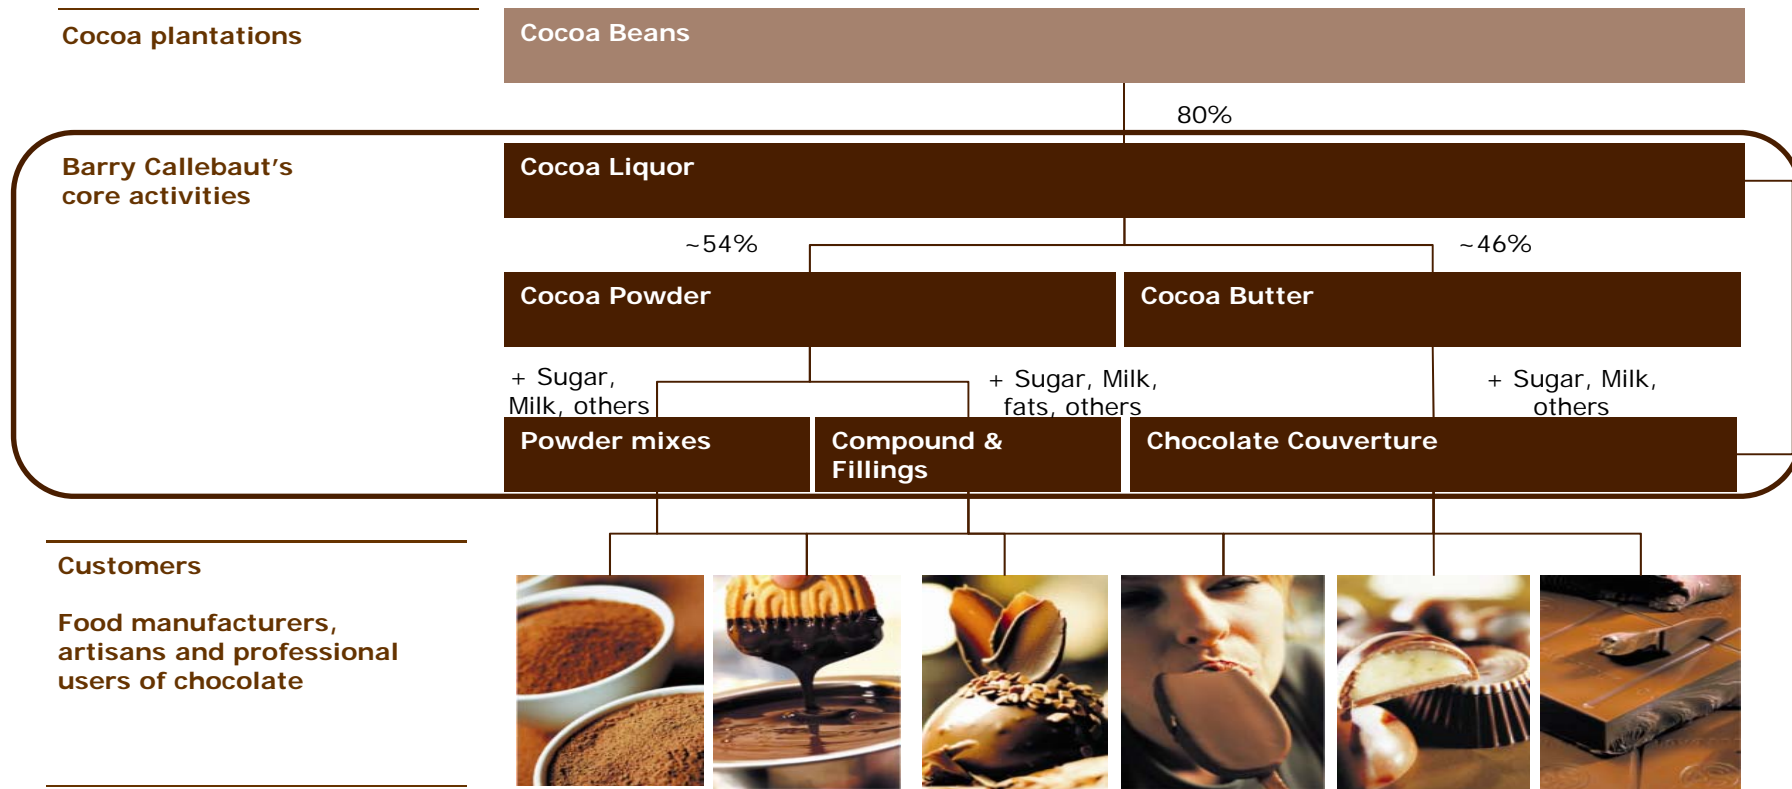 Cocoa plantations
Cocoa Beans
80%
Barry Callebaut's
core activities
Cocoa Liquor
~54%
~46%
Cocoa Powder
Cocoa Butter
+ Sugar,
Milk, others
+ Sugar, Milk,
fats, others
+ Sugar, Milk,
others
Powder mixes
Compound &
Fillings
Chocolate Couverture
Customers
Food manufacturers,
artisans and professional
users of chocolate